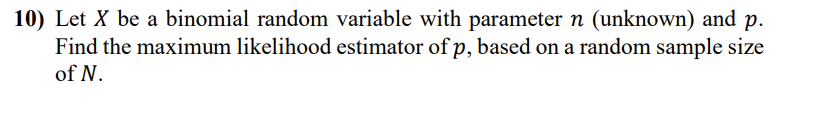 10) Let X be a binomial random variable with parameter n (unknown) and p.
Find the maximum likelihood estimator of p, based on a random sample size
of N.